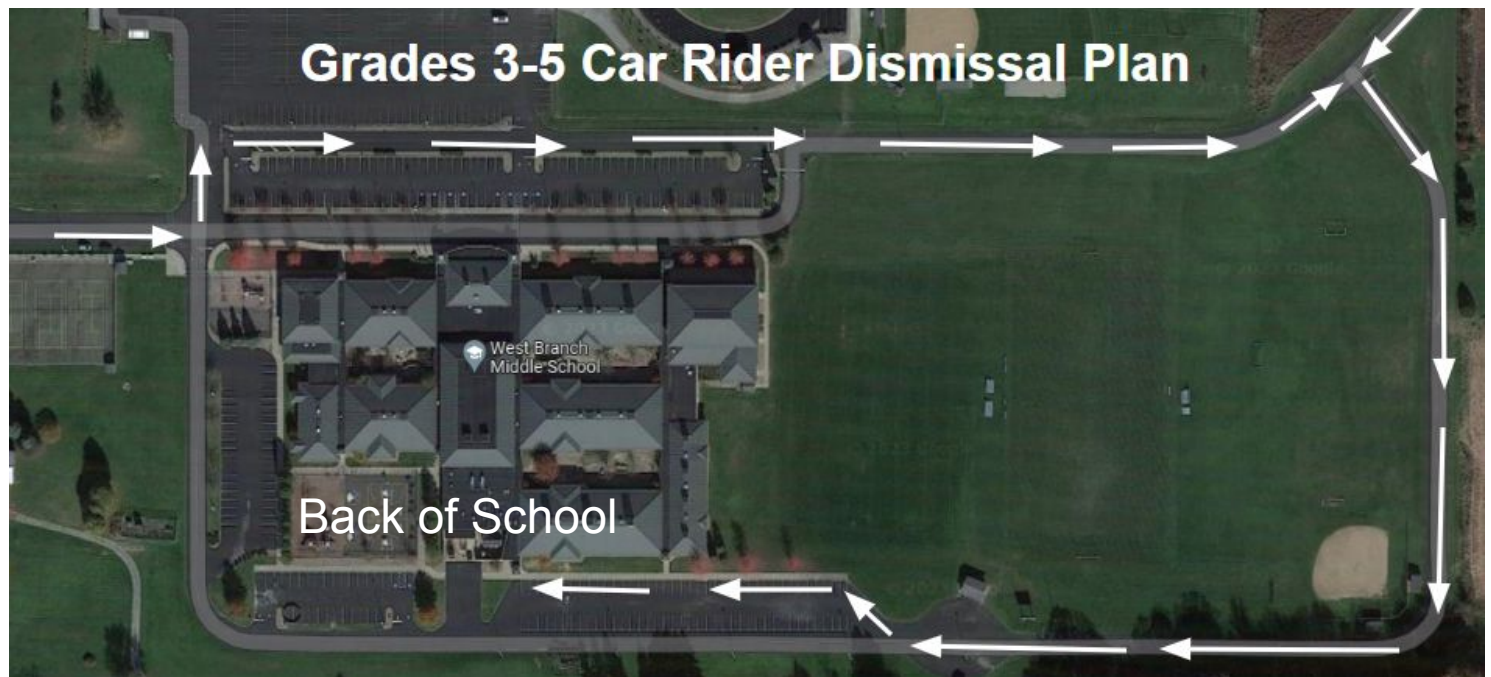 Grades 3-5 Car Rider Dismissal Plan
West Branch
Middle School
Back of School